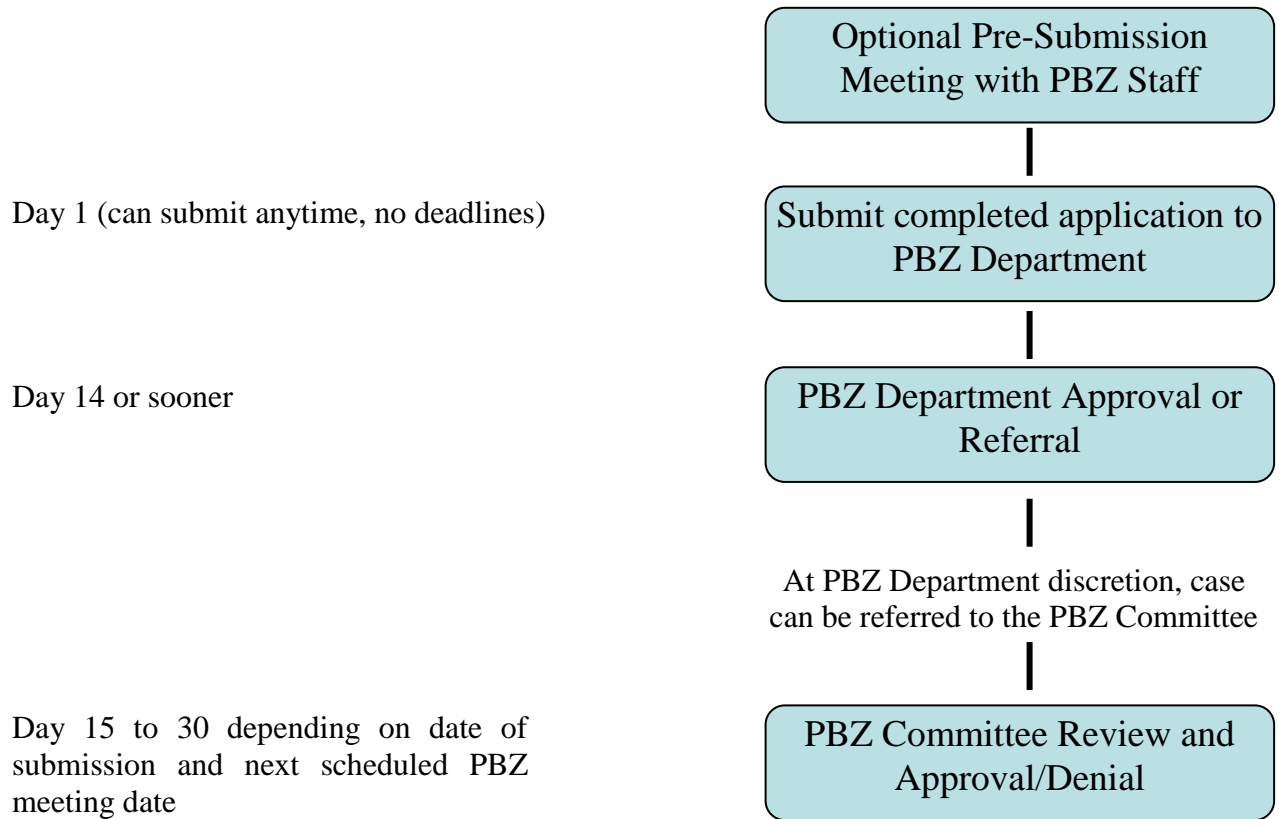 Optional Pre-Submission
Meeting with PBZ Staff
Day 1 (can submit anytime, no deadlines)
Submit completed application to
PBZ Department
Day 14 or sooner
PBZ Department Approval or
Referral
At PBZ Department discretion, case
can be referred to the PBZ Committee
Day 15 to 30 depending on date of
submission and next scheduled PBZ
meeting date
PBZ Committee Review and
Approval/Denial